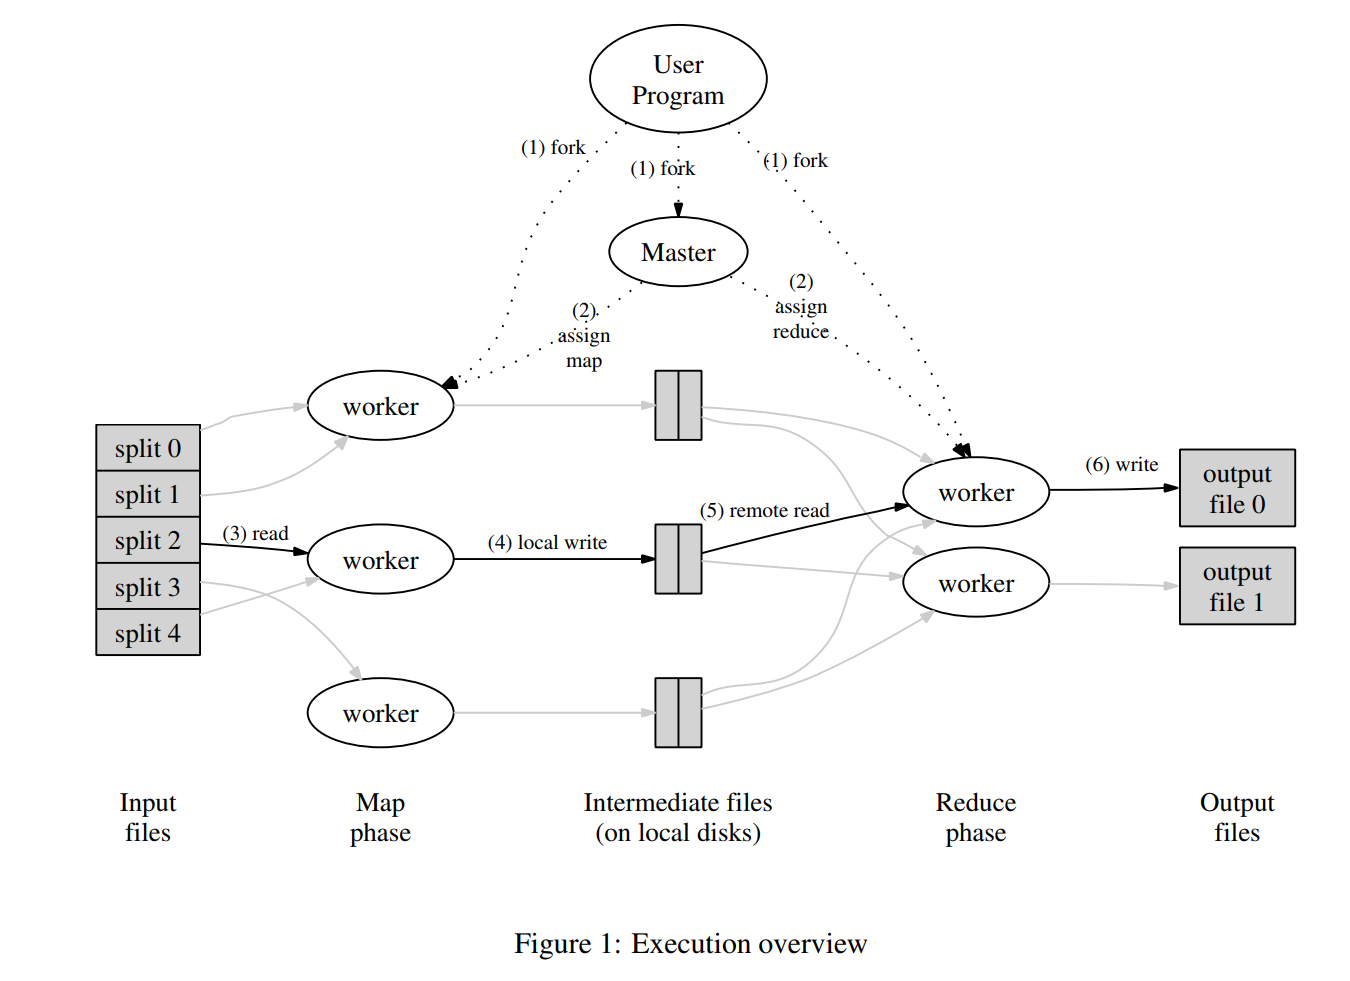 User
Program
(1) fork
(1) fork
(1) fork
Master
(2)
assign
map
(2)
assign
reduce
worker
split 0
split 1
split 2
split 3
split 4
(3) read
worker
(4) local write
worker
(5) remote read
worker
worker
(6) write
output
file 0
output
file 1
Input
files
Map
phase
Intermediate files
(on local disks)
Reduce
phase
Output
files
Figure 1: Execution overview